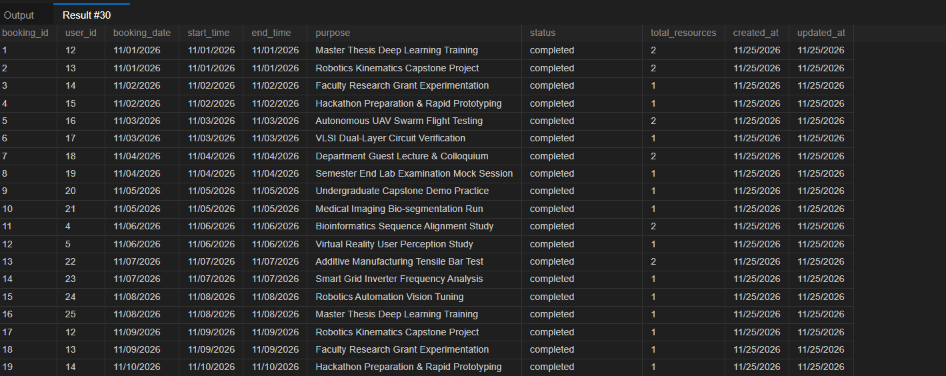 Output Result #30
booking_id user_id booking_date start_time end_time purpose status total_resources created_at updated_at
1 12 11/01/2026 11/01/2026 11/01/2026 Master Thesis Deep Learning Training completed 2 11/25/2026 11/25/2026
2 13 11/01/2026 11/01/2026 11/01/2026 Robotics Kinematics Capstone Project completed 2 11/25/2026 11/25/2026
3 14 11/02/2026 11/02/2026 11/02/2026 Faculty Research Grant Experimentation completed 1 11/25/2026 11/25/2026
4 15 11/02/2026 11/02/2026 11/02/2026 Hackathon Preparation & Rapid Prototyping completed 1 11/25/2026 11/25/2026
5 16 11/03/2026 11/03/2026 11/03/2026 Autonomous UAV Swarm Flight Testing completed 2 11/25/2026 11/25/2026
6 17 11/03/2026 11/03/2026 11/03/2026 VLSI Dual-Layer Circuit Verification completed 1 11/25/2026 11/25/2026
7 18 11/04/2026 11/04/2026 11/04/2026 Department Guest Lecture & Colloquium completed 2 11/25/2026 11/25/2026
8 19 11/04/2026 11/04/2026 11/04/2026 Semester End Lab Examination Mock Session completed 1 11/25/2026 11/25/2026
9 20 11/05/2026 11/05/2026 11/05/2026 Undergraduate Capstone Demo Practice completed 1 11/25/2026 11/25/2026
10 21 11/05/2026 11/05/2026 11/05/2026 Medical Imaging Bio-segmentation Run completed 1 11/25/2026 11/25/2026
11 4 11/06/2026 11/06/2026 11/06/2026 Bioinformatics Sequence Alignment Study completed 2 11/25/2026 11/25/2026
12 5 11/06/2026 11/06/2026 11/06/2026 Virtual Reality User Perception Study completed 1 11/25/2026 11/25/2026
13 22 11/07/2026 11/07/2026 11/07/2026 Additive Manufacturing Tensile Bar Test completed 2 11/25/2026 11/25/2026
14 23 11/07/2026 11/07/2026 11/07/2026 Smart Grid Inverter Frequency Analysis completed 1 11/25/2026 11/25/2026
15 24 11/08/2026 11/08/2026 11/08/2026 Robotics Automation Vision Tuning completed 1 11/25/2026 11/25/2026
16 25 11/08/2026 11/08/2026 11/08/2026 Master Thesis Deep Learning Training completed 1 11/25/2026 11/25/2026
17 12 11/09/2026 11/09/2026 11/09/2026 Robotics Kinematics Capstone Project completed 1 11/25/2026 11/25/2026
18 13 11/09/2026 11/09/2026 11/09/2026 Faculty Research Grant Experimentation completed 1 11/25/2026 11/25/2026
19 14 11/10/2026 11/10/2026 11/10/2026 Hackathon Preparation & Rapid Prototyping completed 1 11/25/2026 11/25/2026